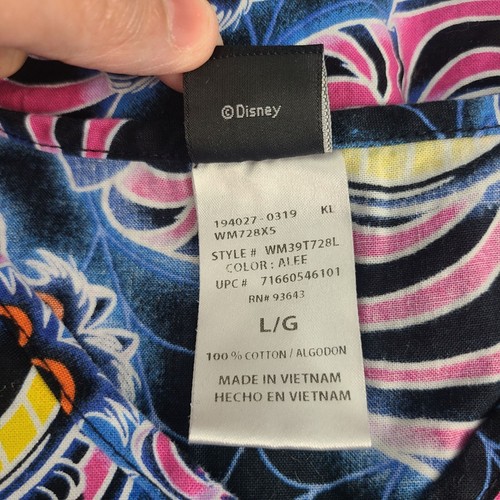 ©Disney
194027-0319 KL
WM728X5
STYLE # WM39T728L
COLOR : ALEE
UPC # 71660546101
RN# 93643
L/G
100% COTTON / ALGODON
MADE IN VIETNAM
HECHO EN VIETNAM